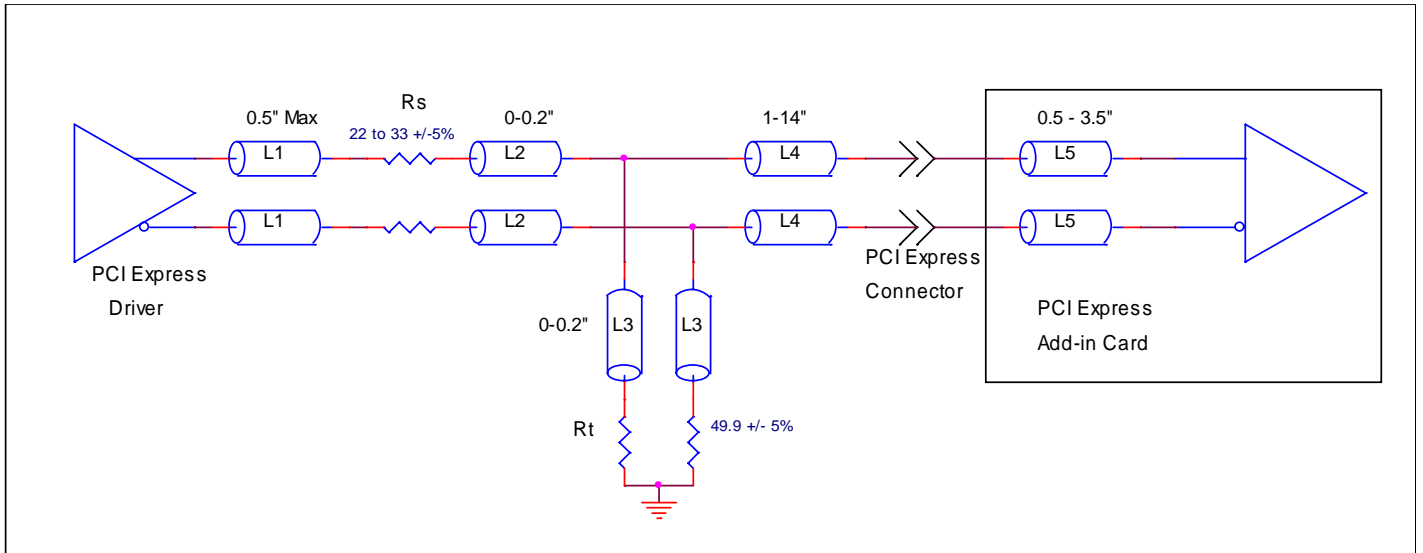 Rs
0.5" Max
0-0.2"
1-14"
0.5 - 3.5"
22 to 33 +/-5%
L1
L2
L4
L5
L1
L2
L4
L5
PCI Express
Driver
PCI Express
Connector
PCI Express
Add-in Card
0-0.2"
L3
L3
Rt
49.9 +/- 5%